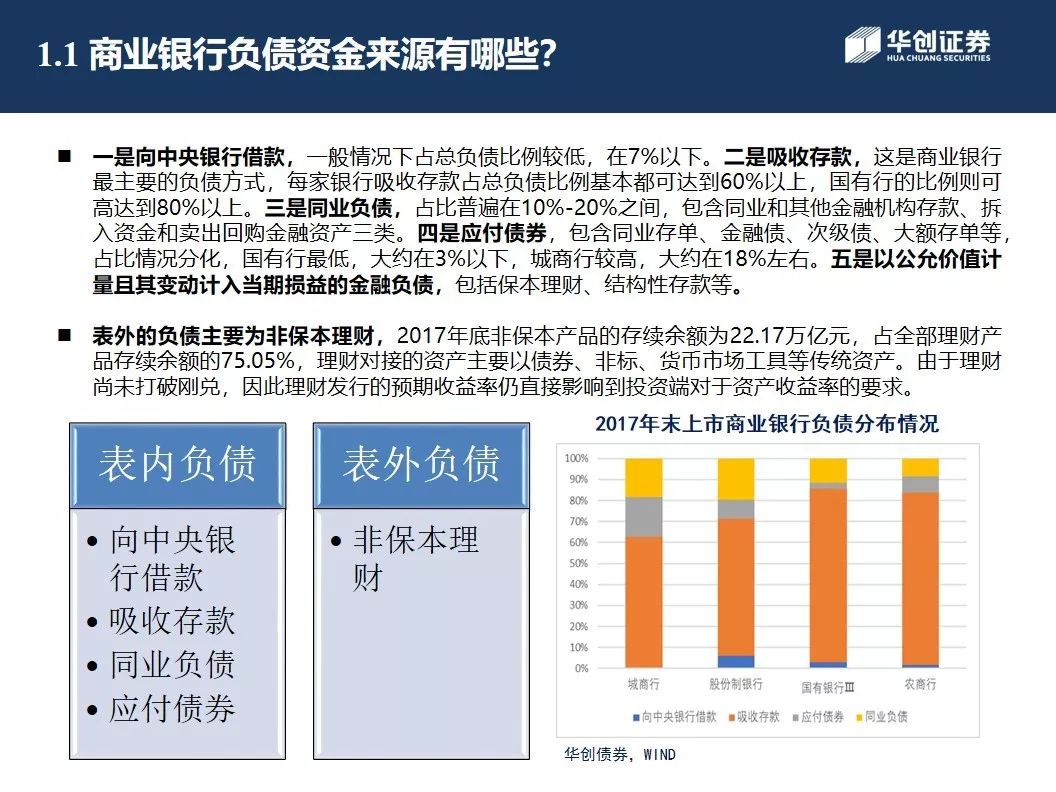 1.1 商业银行负债资金来源有哪些?
华创证券
HUA CHUANG SECURITIES
■ 一是向中央银行借款，一般情况下占总负债比例较低，在7%以下。二是吸收存款，这是商业银行
最主要的负债方式，每家银行吸收存款占总负债比例基本都可达到60%以上，国有行的比例则可
高达到80%以上。三是同业负债，占比普遍在10%-20%之间，包含同业和其他金融机构存款、拆
入资金和卖出回购金融资产三类。四是应付债券，包含同业存单、金融债、次级债、大额存单等，
占比情况分化，国有行最低，大约在3%以下，城商行较高，大约在18%左右。五是以公允价值计
量且其变动计入当期损益的金融负债，包括保本理财、结构性存款等。
■ 表外的负债主要为非保本理财，2017年底非保本产品的存续余额为22.17万亿元，占全部理财产
品存续余额的75.05%，理财对接的资产主要以债券、非标、货币市场工具等传统资产。由于理财
尚未打破刚兑，因此理财发行的预期收益率仍直接影响到投资端对于资产收益率的要求。
表内负债
• 向中央银
行借款
• 吸收存款
• 同业负债
• 应付债券
表外负债
• 非保本理
财
2017年末上市商业银行负债分布情况
100%
90%
80%
70%
60%
50%
40%
30%
20%
10%
0%
城商行 股份制银行 国有银行Ⅲ 农商行
■向中央银行借款 ■吸收存款 ■应付债券 ■同业负债
华创债券，WIND